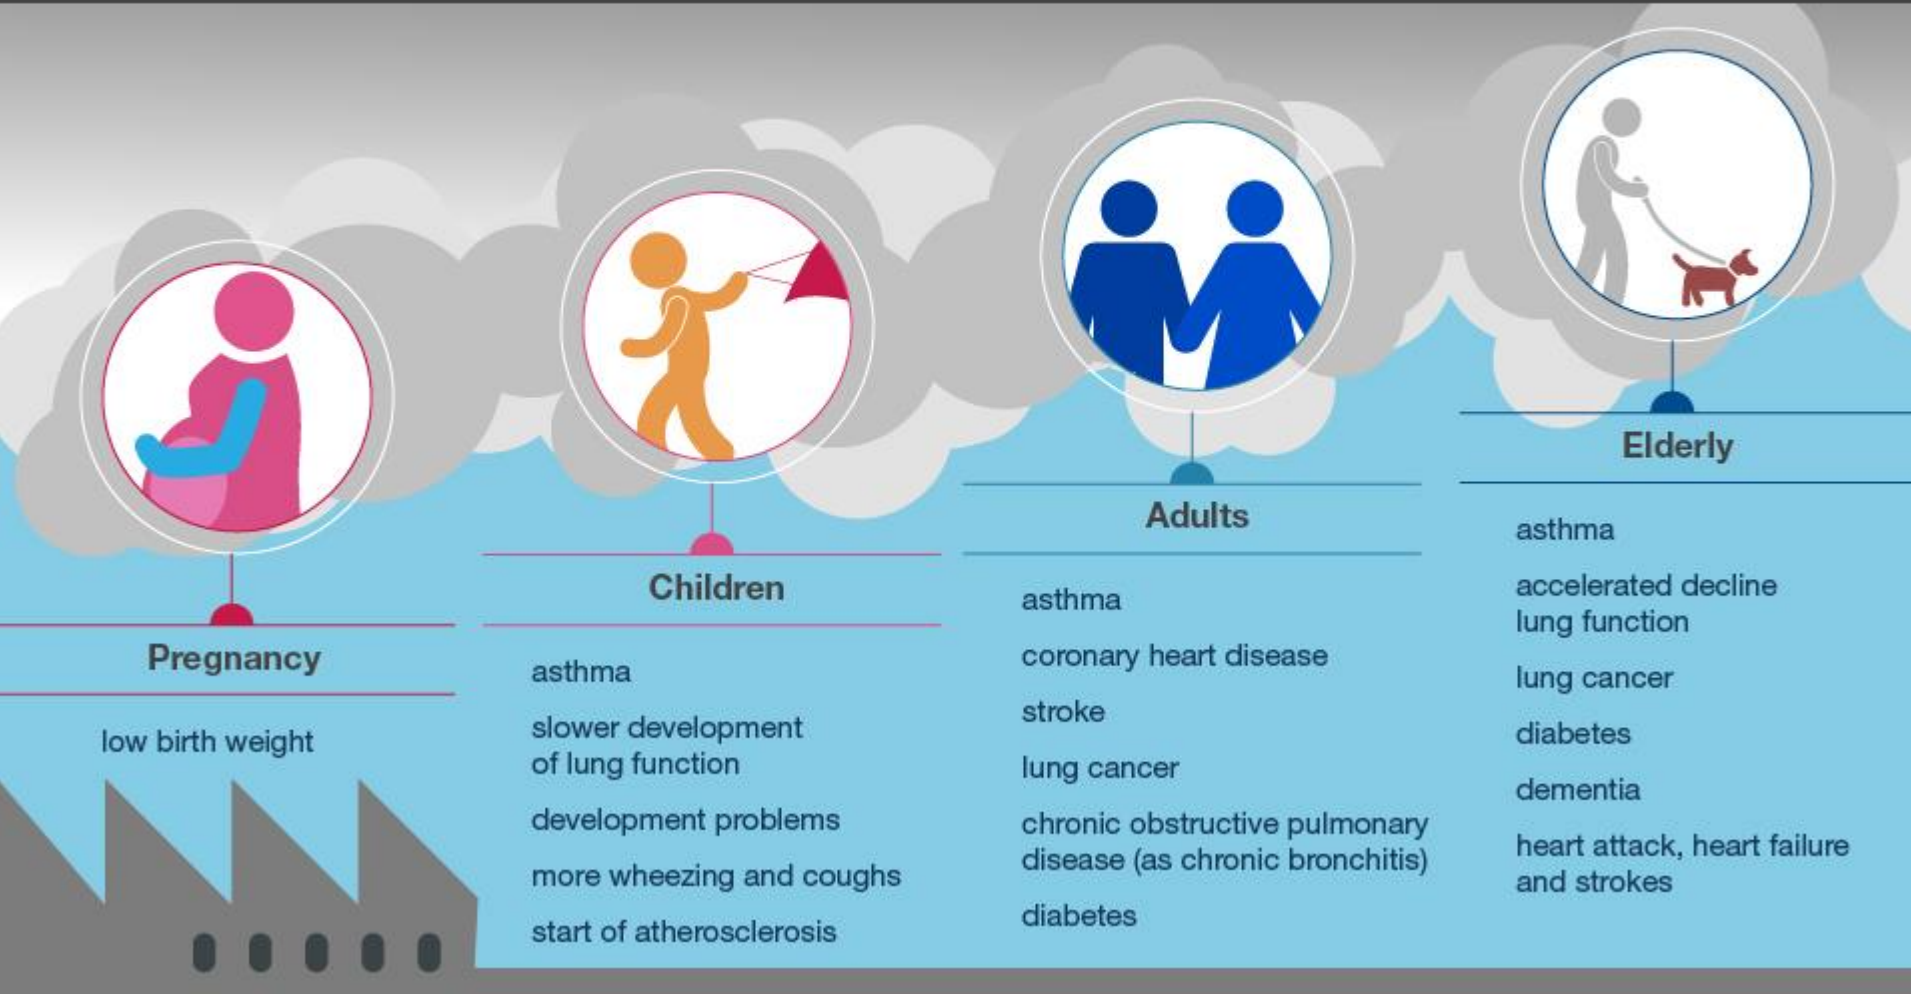 Pregnancy
low birth weight
Children
asthma
slower development
of lung function
development problems
more wheezing and coughs
start of atherosclerosis
Adults
asthma
coronary heart disease
stroke
lung cancer
chronic obstructive pulmonary
disease (as chronic bronchitis)
diabetes
Elderly
asthma
accelerated decline
lung function
lung cancer
diabetes
dementia
heart attack, heart failure
and strokes